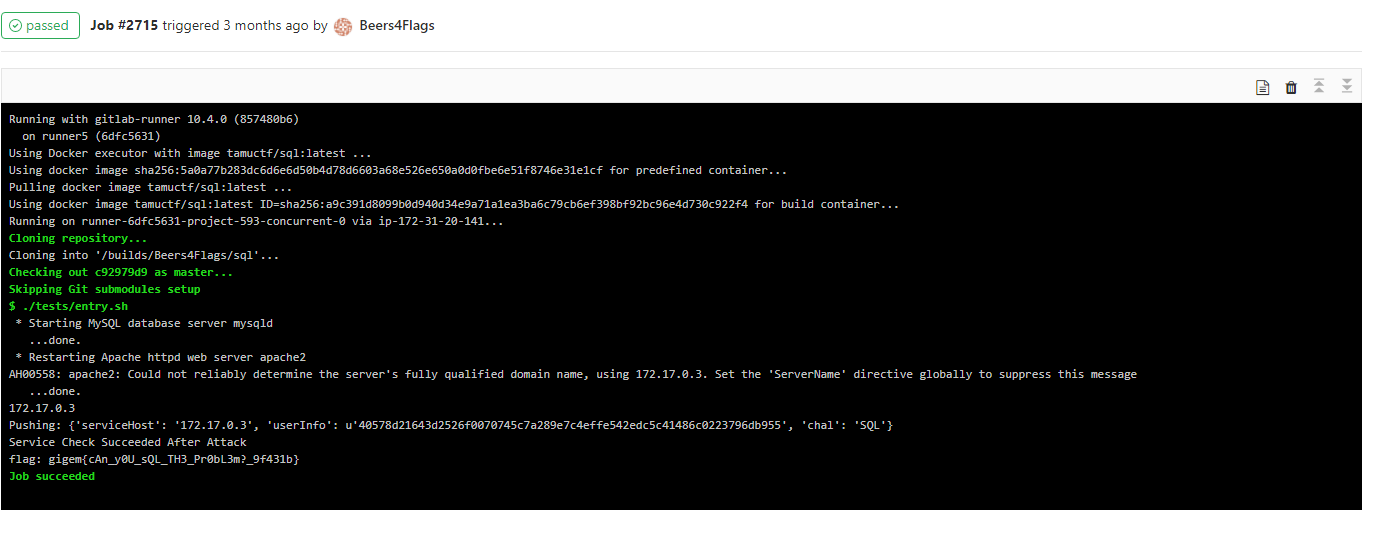 passed Job #2715 triggered 3 months ago by Beers4Flags
Running with gitlab-runner 10.4.0 (857480b6)
on runner5 (6dfc5631)
Using Docker executor with image tamuctf/sql:latest ...
Using docker image sha256:5a0a77b283dc6d6e6d50b4d78d6603a68e526e650a0d0fbe6e51f8746e31e1cf for predefined container...
Pulling docker image tamuctf/sql:latest ...
Using docker image tamuctf/sql:latest ID=sha256:a9c391d8099b0d940d34e9a71a1ea3ba6c79cb6ef398bf92bc96e4d730c922f4 for build container...
Running on runner-6dfc5631-project-593-concurrent-0 via ip-172-31-20-141...
Cloning repository...
Cloning into '/builds/Beers4Flags/sql'...
Checking out c92979d9 as master...
Skipping Git submodules setup
$ ./tests/entry.sh
* Starting MySQL database server mysqld
...done.
* Restarting Apache httpd web server apache2
AH00558: apache2: Could not reliably determine the server's fully qualified domain name, using 172.17.0.3. Set the 'ServerName' directive globally to suppress this message
...done.
172.17.0.3
Pushing: {'serviceHost': '172.17.0.3', 'userInfo': u'40578d21643d2526f0070745c7a289e7c4effe542edc5c41486c0223796db955', 'chal': 'SQL'}
Service Check Succeeded After Attack
flag: gigem{cAn_y0U_sQL_TH3_Pr0bL3m?_9f431b}
Job succeeded